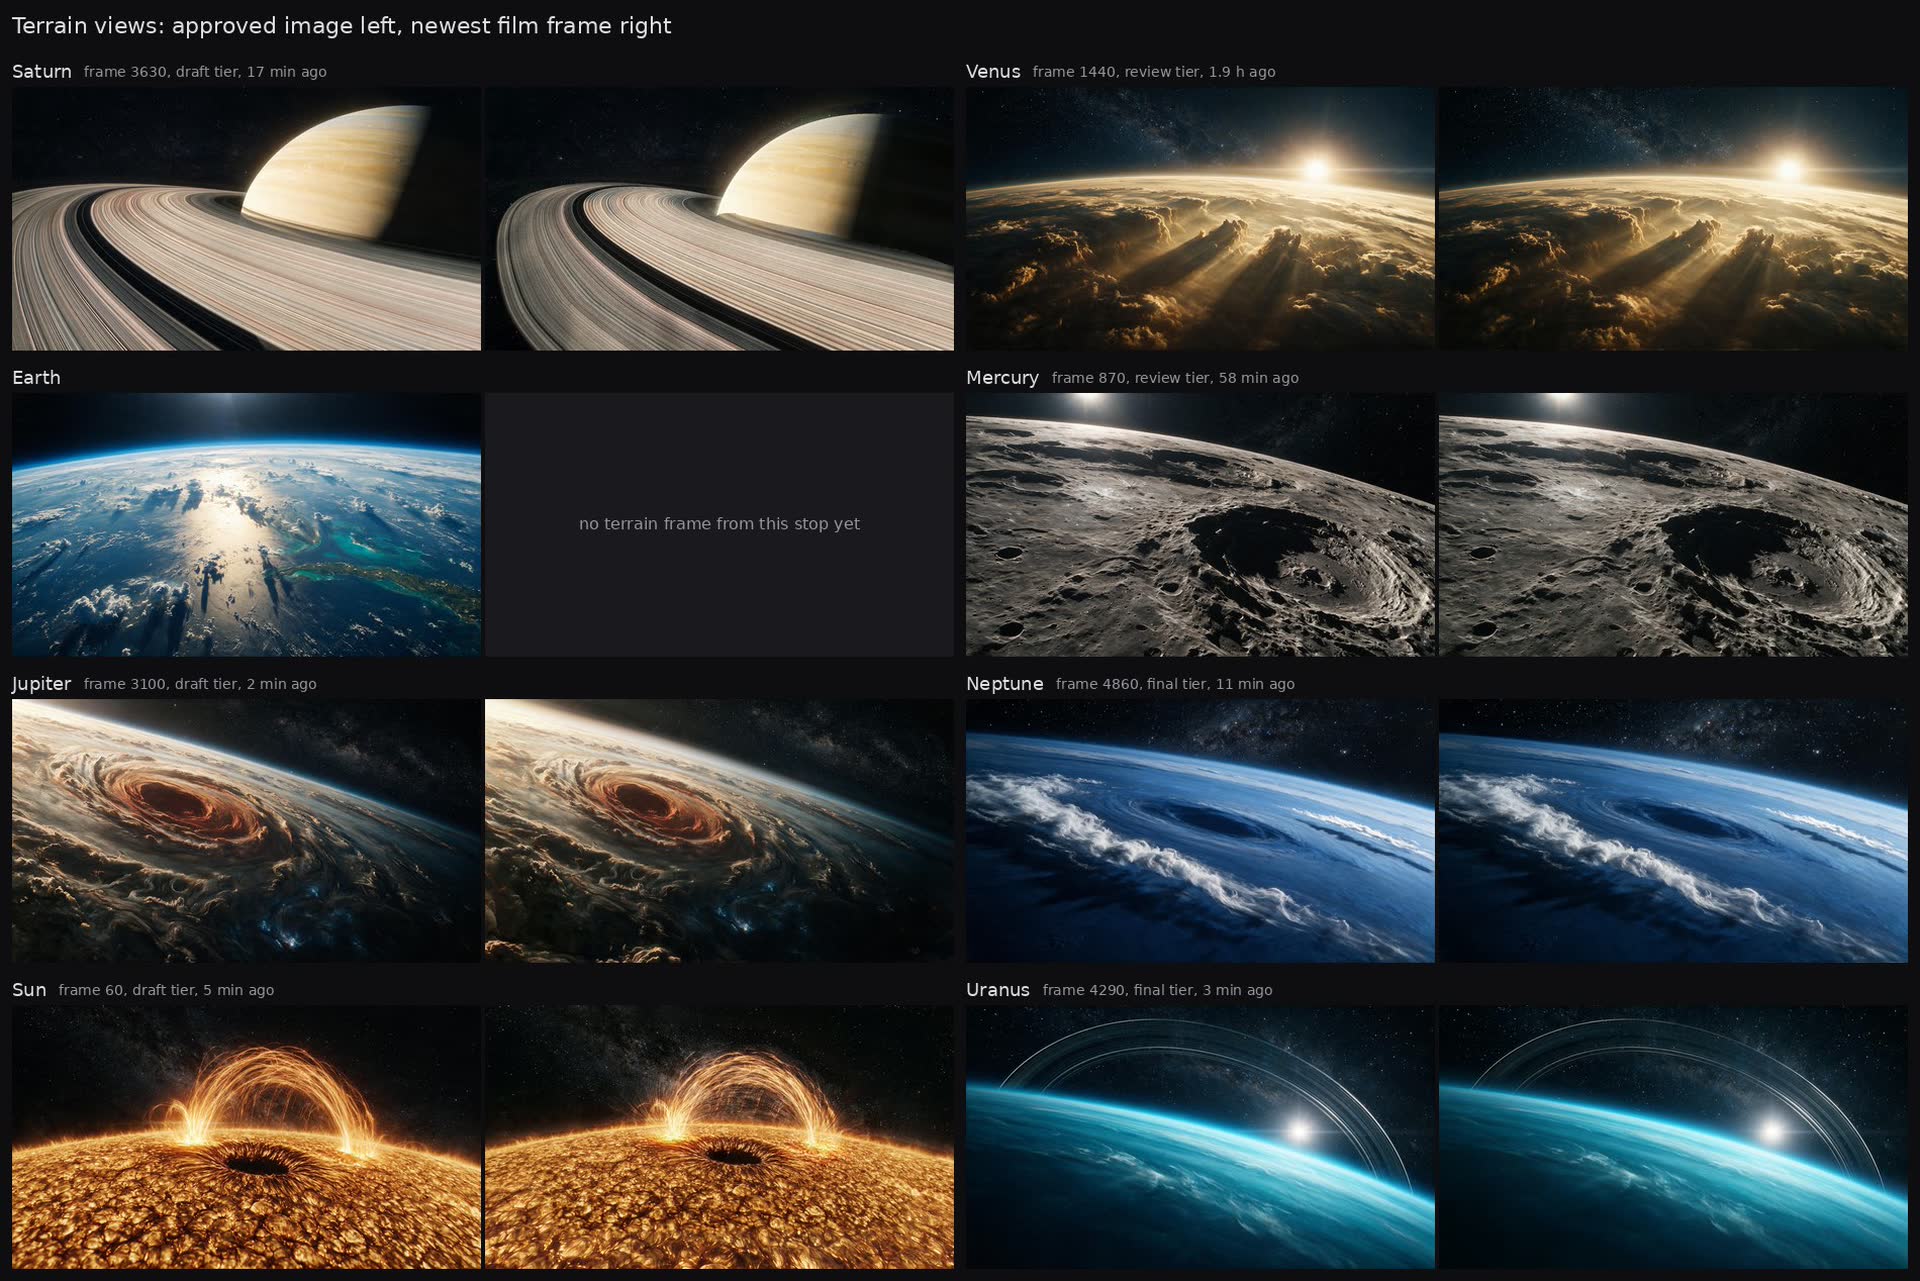 Terrain views: approved image left, newest film frame right
Saturn frame 3630, draft tier, 17 min ago
Venus frame 1440, review tier, 1.9 h ago
Earth
no terrain frame from this stop yet
Mercury frame 870, review tier, 58 min ago
Jupiter frame 3100, draft tier, 2 min ago
Neptune frame 4860, final tier, 11 min ago
Sun frame 60, draft tier, 5 min ago
Uranus frame 4290, final tier, 3 min ago